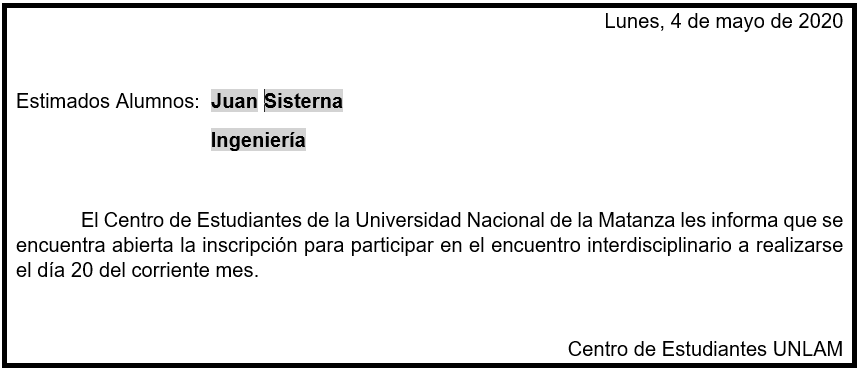 Lunes, 4 de mayo de 2020
Estimados Alumnos: Juan Sisterna
Ingeniería
El Centro de Estudiantes de la Universidad Nacional de la Matanza les informa que se
encuentra abierta la inscripción para participar en el encuentro interdisciplinario a realizarse
el día 20 del corriente mes.
Centro de Estudiantes UNLAM